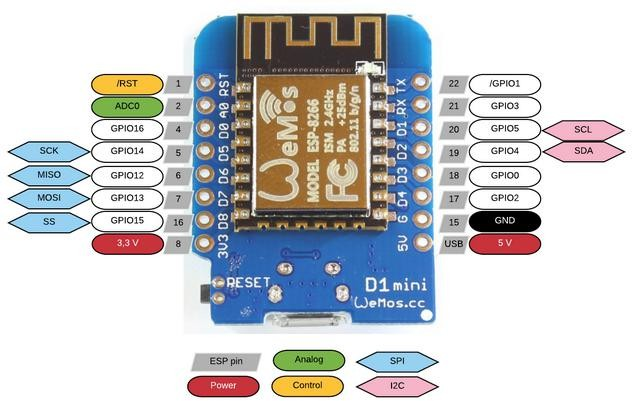 /RST 1 RST TX 22 /GPIO1
ADC0 2 A0 RX 21 GPIO3
GPIO16 4 D0 D1 20 GPIO5 SCL
SCK GPIO14 5 D5 D2 19 GPIO4 SDA
MISO GPIO12 6 D6 D3 18 GPIO0
MOSI GPIO13 7 D7 D4 17 GPIO2
SS GPIO15 16 D8 G 15 GND
3,3 V 8 3V3 5V USB 5 V
WeMos
MODEL ESP-8266
ISM 2.4GHz
PA +25dBm
802.11 b/g/n
FCC
RESET
D1 mini
WeMos.cc
ESP pin Analog SPI
Power Control I2C